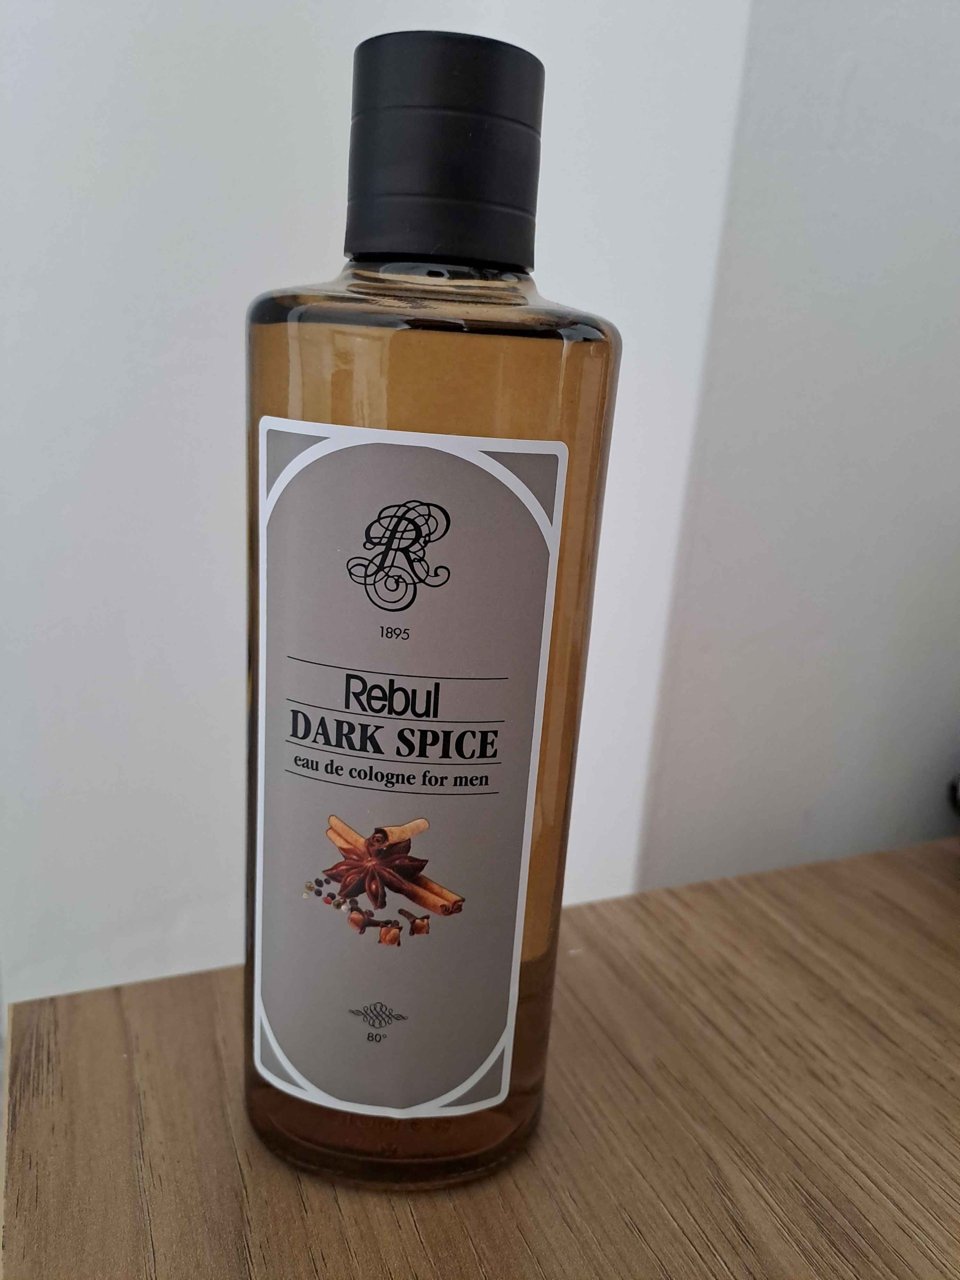 R
1895
Rebul
DARK SPICE
eau de cologne for men
80°